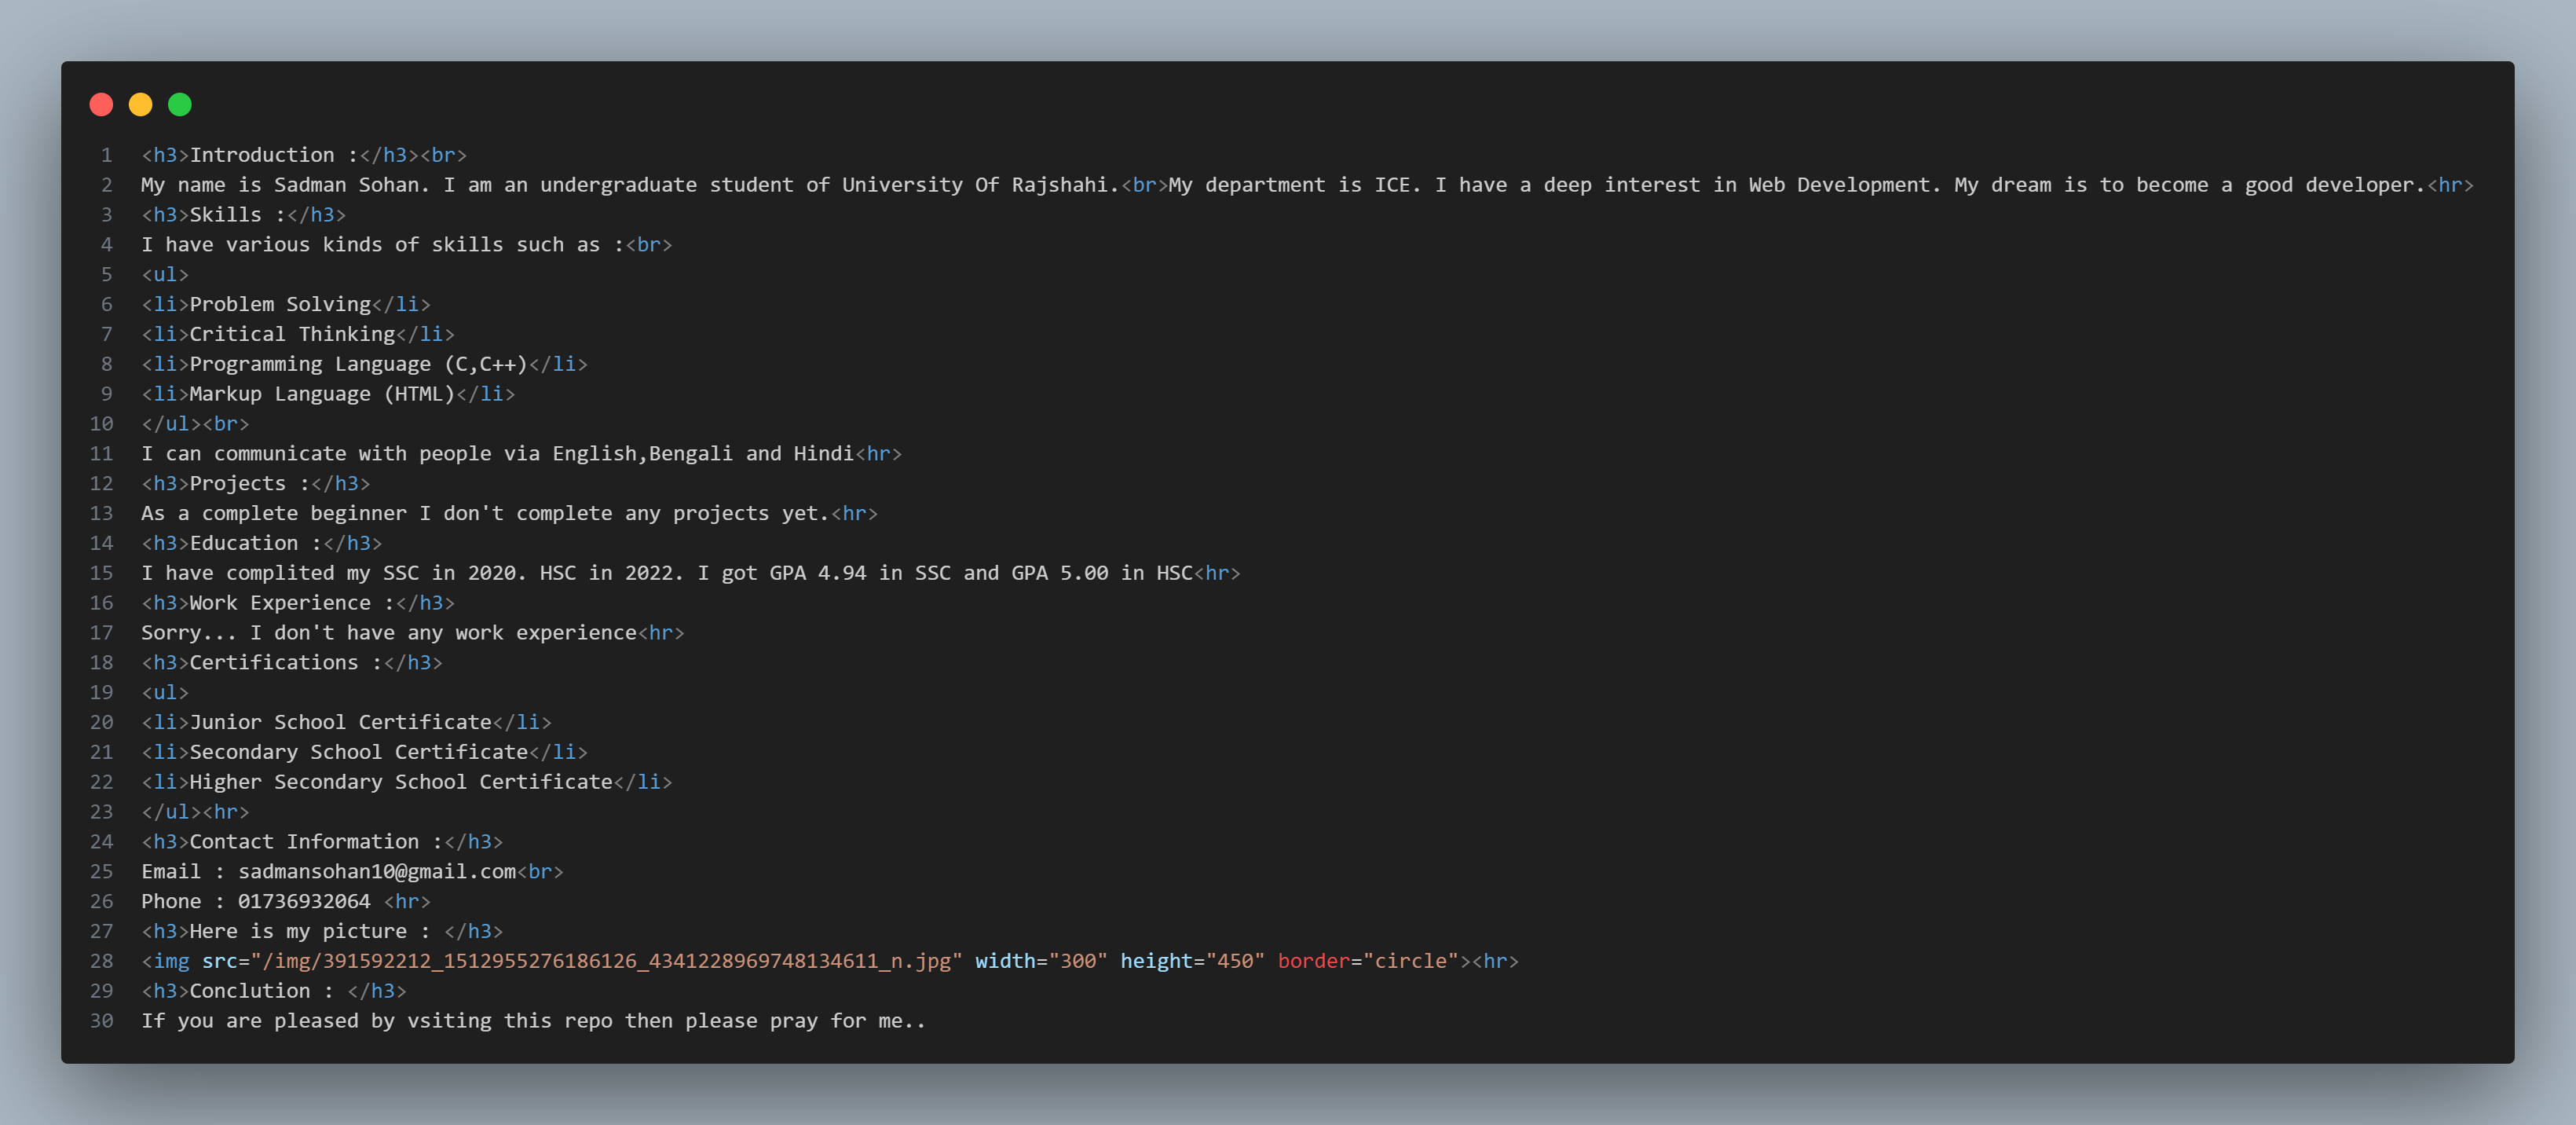 1 <h3>Introduction :</h3><br>
2 My name is Sadman Sohan. I am an undergraduate student of University Of Rajshahi.<br>My department is ICE. I have a deep interest in Web Development. My dream is to become a good developer.<hr>
3 <h3>Skills :</h3>
4 I have various kinds of skills such as :<br>
5 <ul>
6 <li>Problem Solving</li>
7 <li>Critical Thinking</li>
8 <li>Programming Language (C,C++)</li>
9 <li>Markup Language (HTML)</li>
10 </ul><br>
11 I can communicate with people via English,Bengali and Hindi<hr>
12 <h3>Projects :</h3>
13 As a complete beginner I don't complete any projects yet.<hr>
14 <h3>Education :</h3>
15 I have complited my SSC in 2020. HSC in 2022. I got GPA 4.94 in SSC and GPA 5.00 in HSC<hr>
16 <h3>Work Experience :</h3>
17 Sorry... I don't have any work experience<hr>
18 <h3>Certifications :</h3>
19 <ul>
20 <li>Junior School Certificate</li>
21 <li>Secondary School Certificate</li>
22 <li>Higher Secondary School Certificate</li>
23 </ul><hr>
24 <h3>Contact Information :</h3>
25 Email : sadmansohan10@gmail.com<br>
26 Phone : 01736932064 <hr>
27 <h3>Here is my picture : </h3>
28 <img src="/img/391592212_1512955276186126_4341228969748134611_n.jpg" width="300" height="450" border="circle"><hr>
29 <h3>Conclution : </h3>
30 If you are pleased by vsiting this repo then please pray for me..